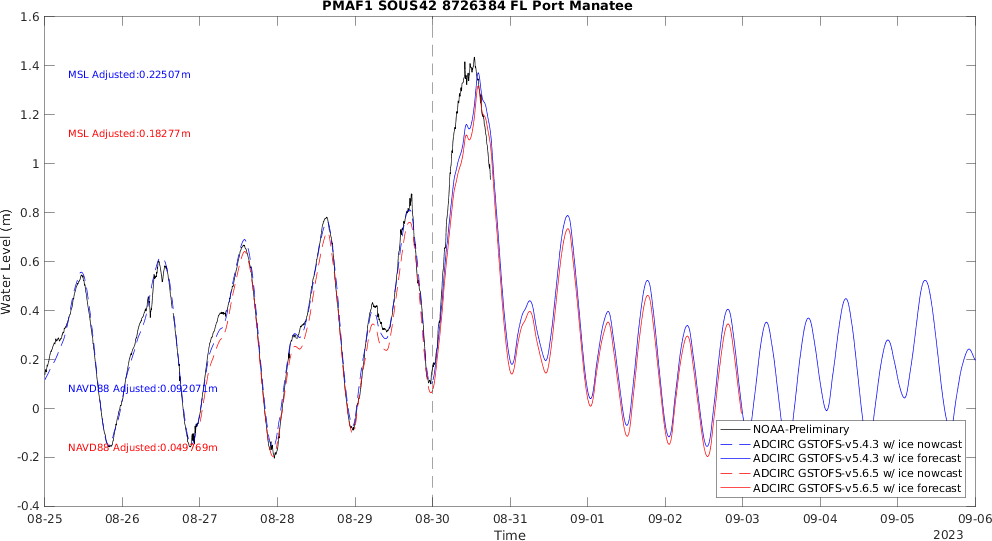 PMAF1 SOUS42 8726384 FL Port Manatee
1.6
1.4
1.2
1
0.8
0.6
0.4
0.2
0
-0.2
-0.4
Water Level (m)
MSL Adjusted:0.22507m
MSL Adjusted:0.18277m
NAVD88 Adjusted:0.092071m
NAVD88 Adjusted:0.049769m
NOAA-Preliminary
ADCIRC GSTOFS-v5.4.3 w/ ice nowcast
ADCIRC GSTOFS-v5.4.3 w/ ice forecast
ADCIRC GSTOFS-v5.6.5 w/ ice nowcast
ADCIRC GSTOFS-v5.6.5 w/ ice forecast
08-25 08-26 08-27 08-28 08-29 08-30 08-31 09-01 09-02 09-03 09-04 09-05 09-06
Time
2023